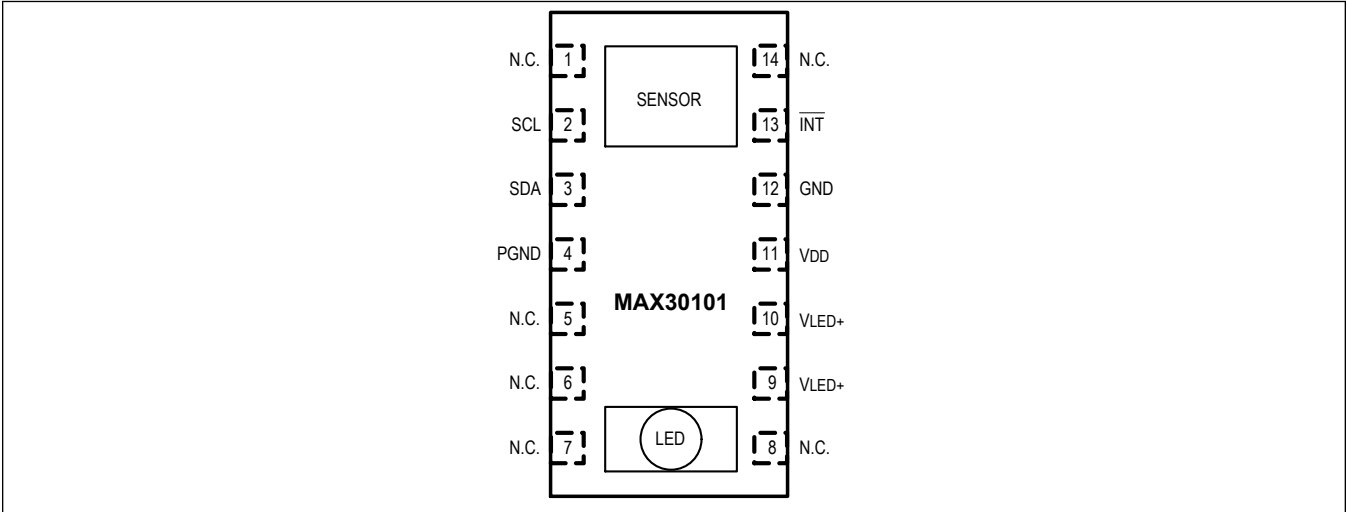 N.C. 1 14 N.C.
SENSOR
SCL 2 13 I̅N̅T̅
SDA 3 12 GND
PGND 4 11 VDD
MAX30101
N.C. 5 10 VLED+
N.C. 6 9 VLED+
LED
N.C. 7 8 N.C.